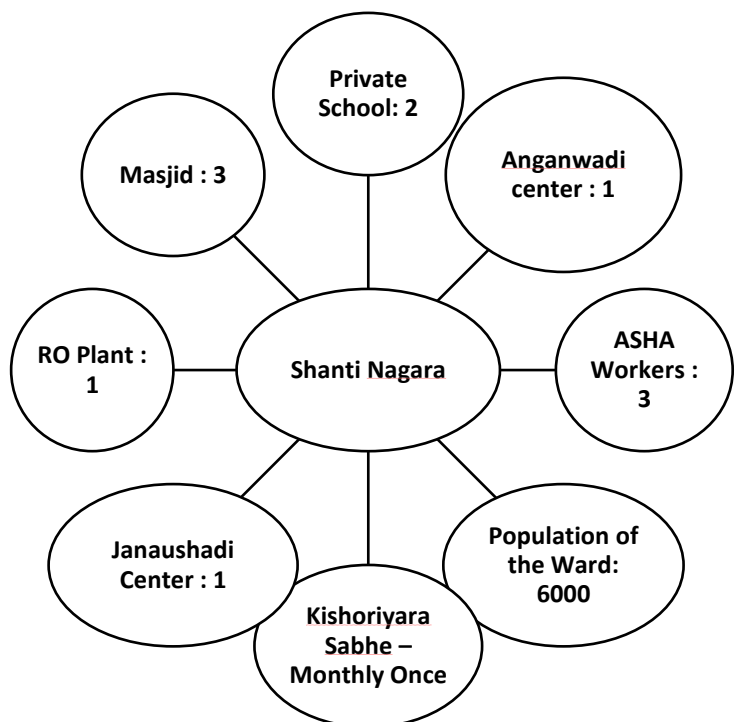 Private
School: 2
Anganwadi
center : 1
ASHA
Workers :
3
Population of
the Ward:
6000
Kishoriyara
Sabhe –
Monthly Once
Janaushadi
Center : 1
RO Plant :
1
Masjid : 3
Shanti Nagara